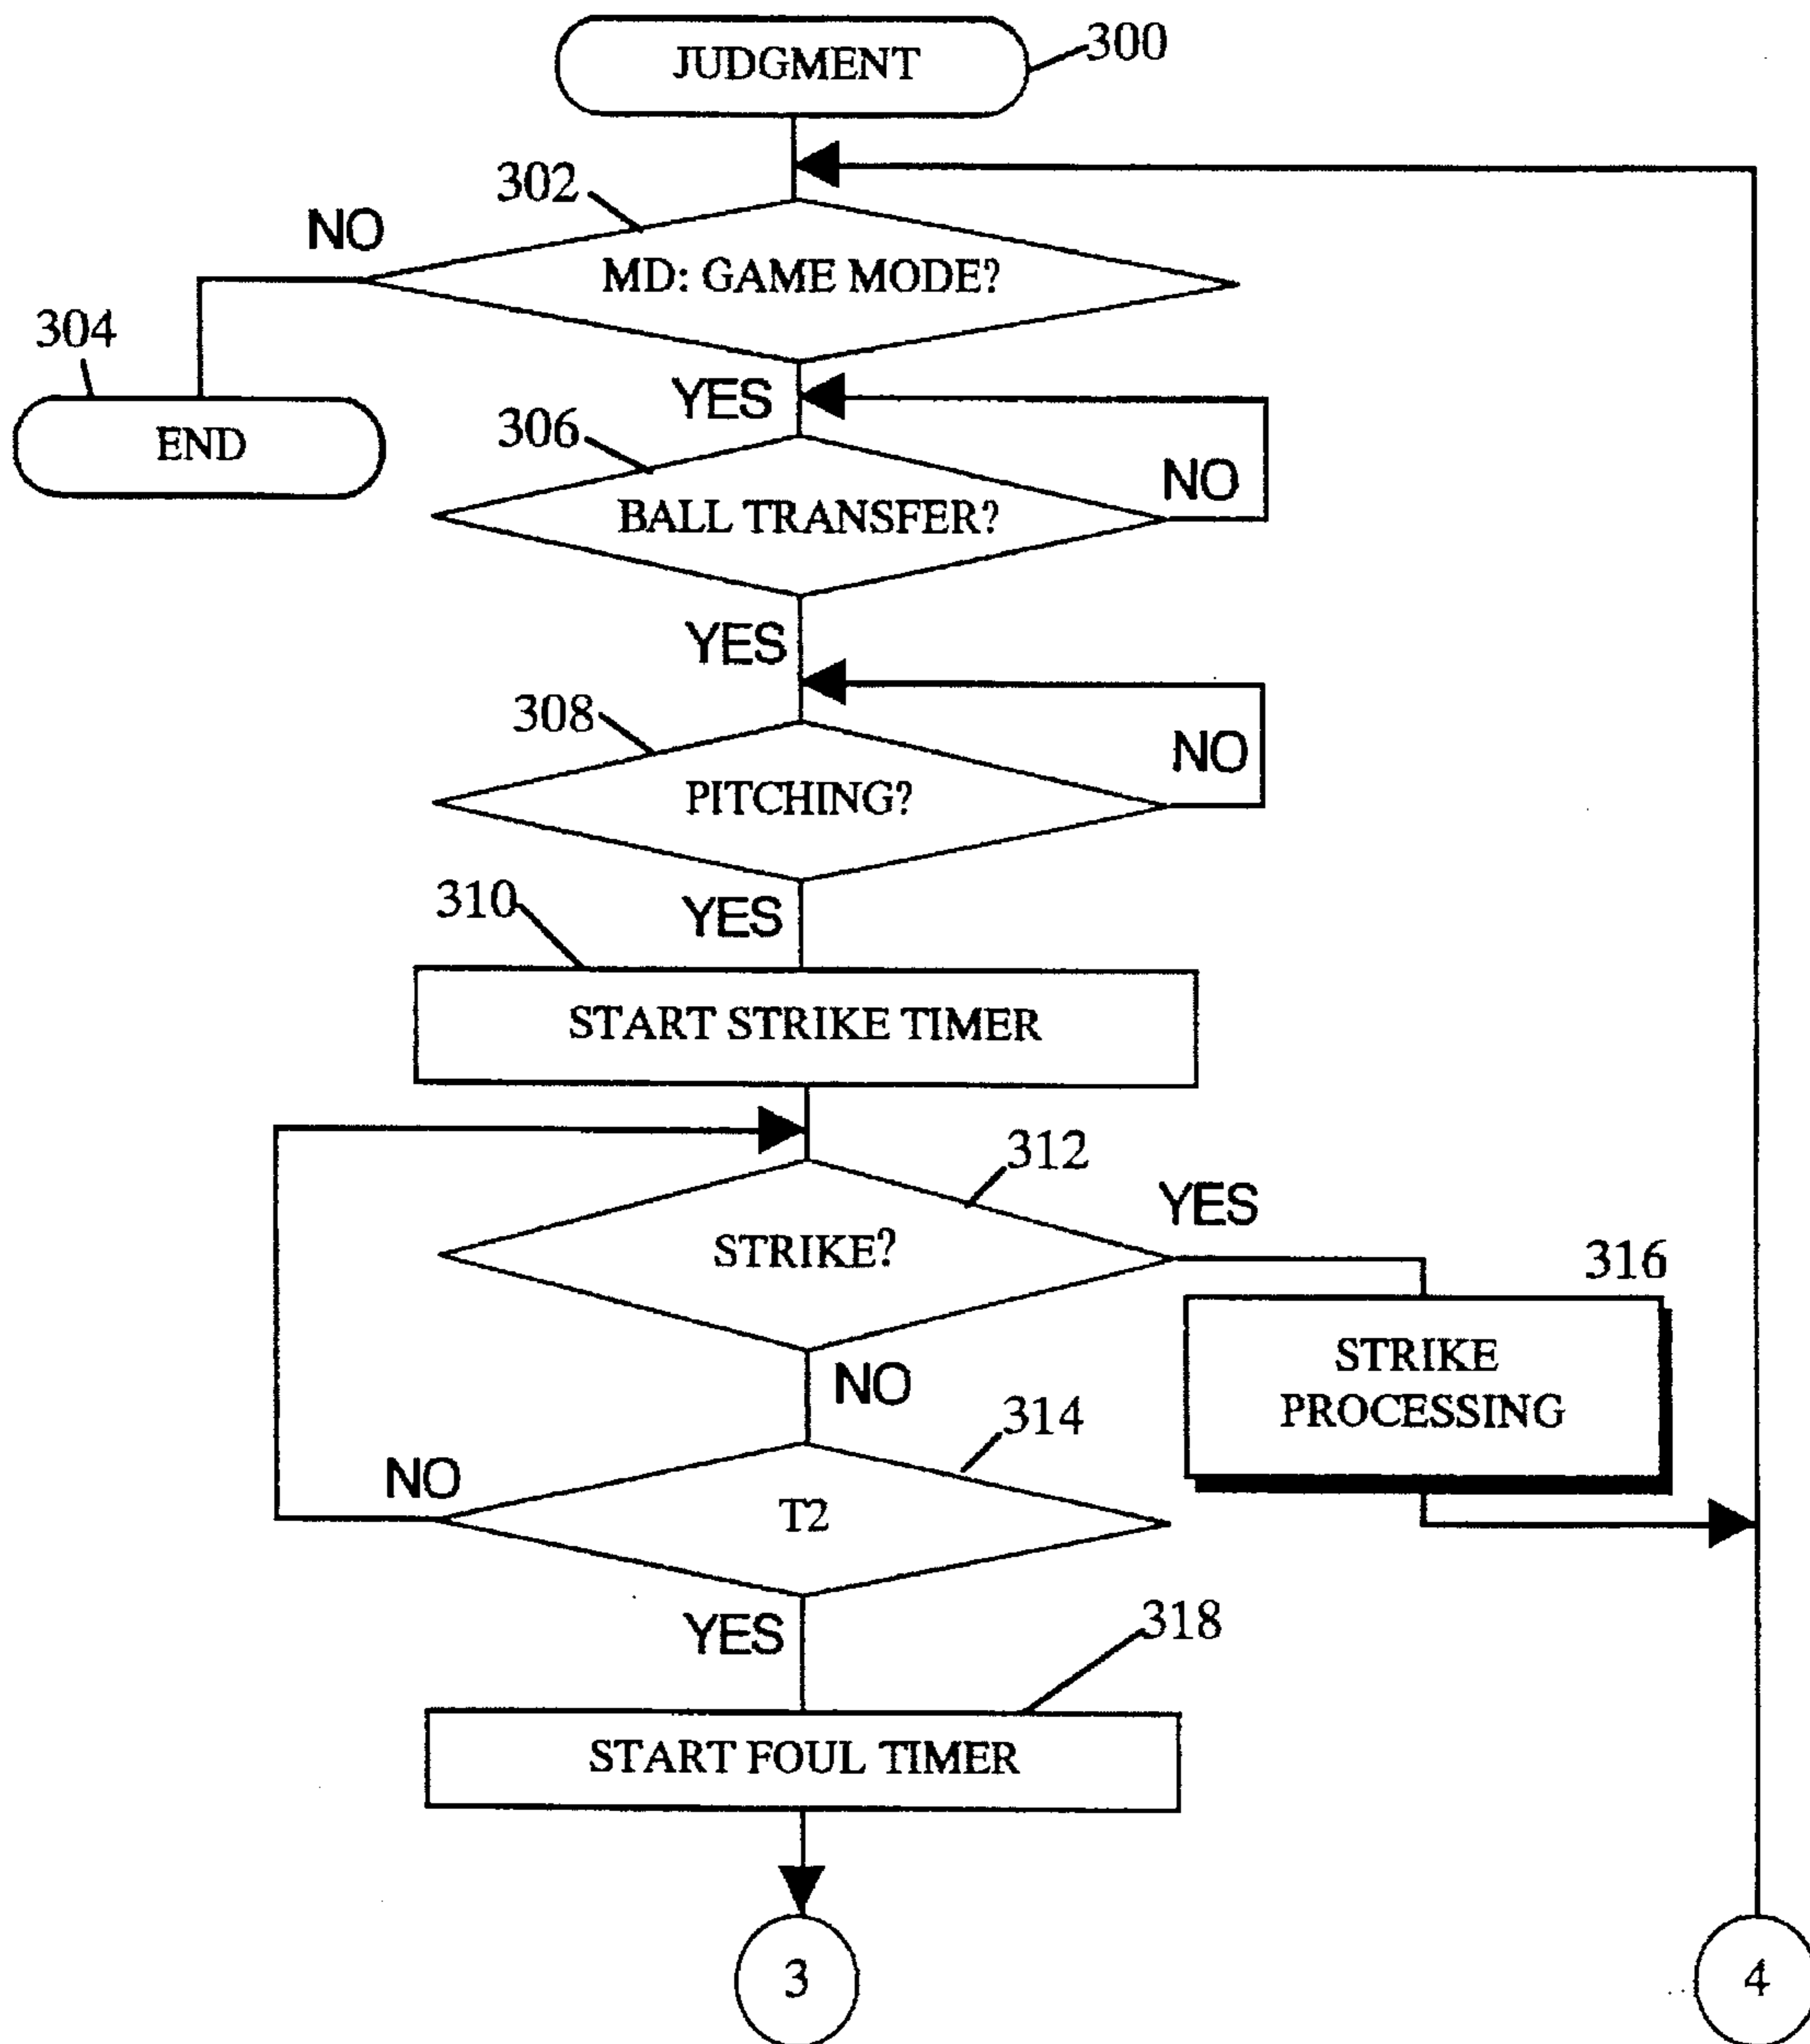 JUDGMENT
300
302
NO
MD: GAME MODE?
304
END
YES
306
NO
BALL TRANSFER?
YES
308
NO
PITCHING?
310
YES
START STRIKE TIMER
312
YES
STRIKE?
316
STRIKE
PROCESSING
NO
314
NO
T2
YES
318
START FOUL TIMER
3
4